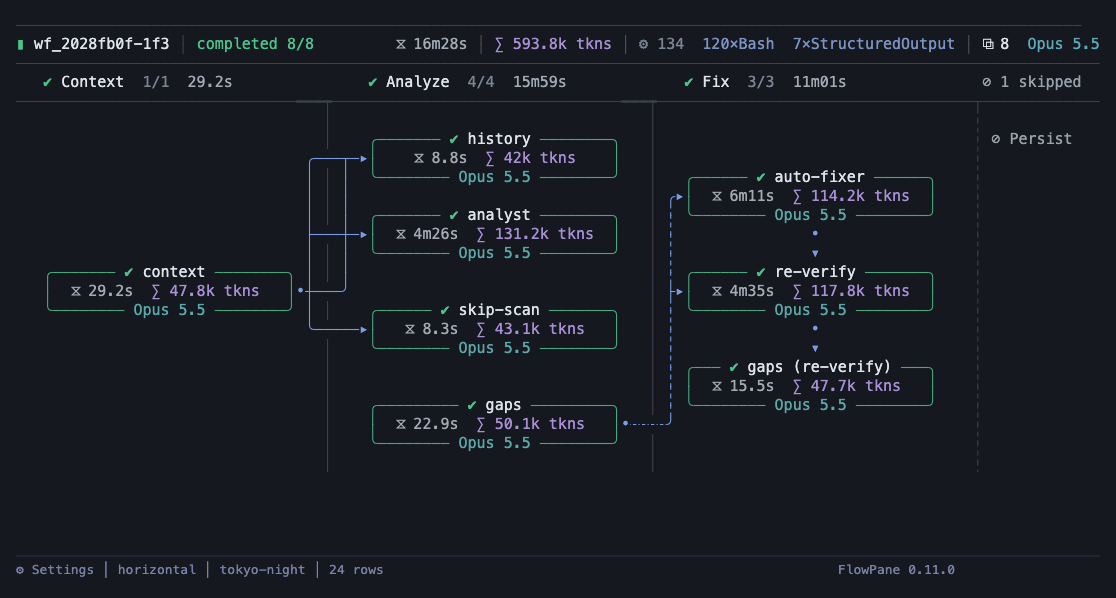 wf_2028fb0f-1f3 │ completed 8/8 ⧖ 16m28s │ ∑ 593.8k tkns │ ⚙ 134 120×Bash 7×StructuredOutput │ ⧉ 8 Opus 5.5
✔ Context 1/1 29.2s ✔ Analyze 4/4 15m59s ✔ Fix 3/3 11m01s ⊘ 1 skipped
✔ context
⧖ 29.2s ∑ 47.8k tkns
Opus 5.5
✔ history
⧖ 8.8s ∑ 42k tkns
Opus 5.5
✔ analyst
⧖ 4m26s ∑ 131.2k tkns
Opus 5.5
✔ skip-scan
⧖ 8.3s ∑ 43.1k tkns
Opus 5.5
✔ gaps
⧖ 22.9s ∑ 50.1k tkns
Opus 5.5
✔ auto-fixer
⧖ 6m11s ∑ 114.2k tkns
Opus 5.5
✔ re-verify
⧖ 4m35s ∑ 117.8k tkns
Opus 5.5
✔ gaps (re-verify)
⧖ 15.5s ∑ 47.7k tkns
Opus 5.5
⊘ Persist
⚙ Settings │ horizontal │ tokyo-night │ 24 rows FlowPane 0.11.0